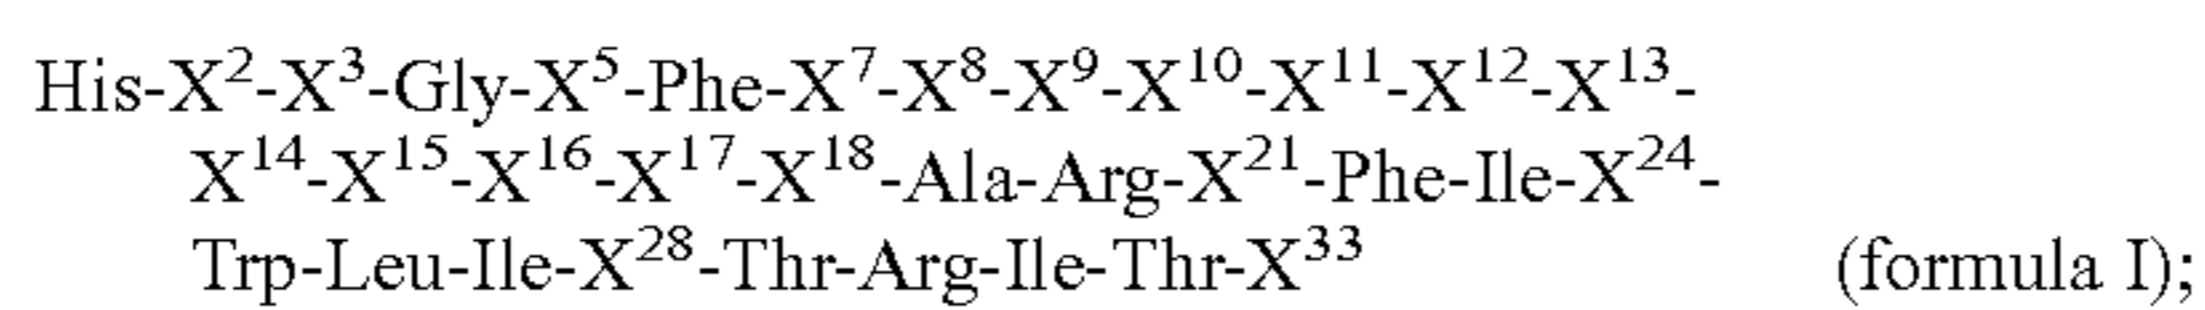 His-X²-X³-Gly-X⁵-Phe-X⁷-X⁸-X⁹-X¹⁰-X¹¹-X¹²-X¹³-
X¹⁴-X¹⁵-X¹⁶-X¹⁷-X¹⁸-Ala-Arg-X²¹-Phe-Ile-X²⁴-
Trp-Leu-Ile-X²⁸-Thr-Arg-Ile-Thr-X³³ (formula I);